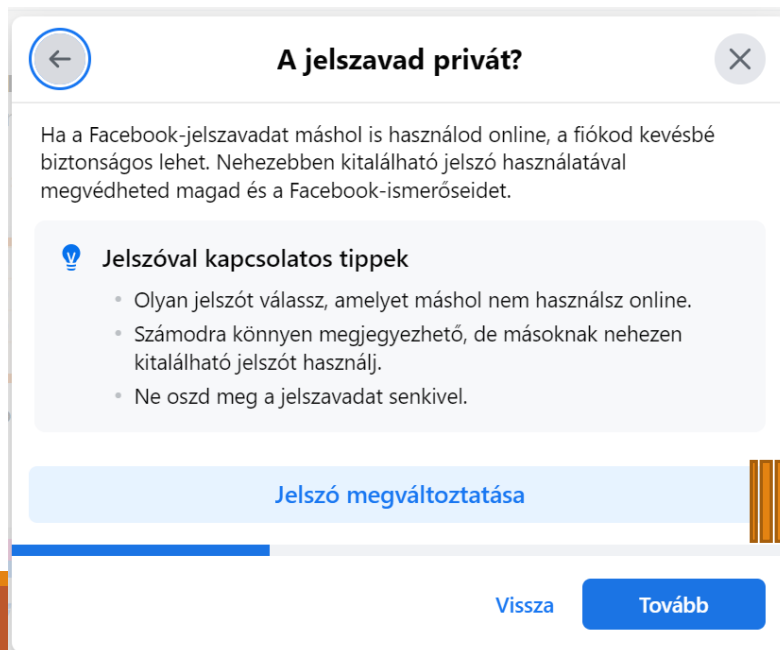 A jelszavad privát?
Ha a Facebook-jelszavadat máshol is használod online, a fiókod kevésbé
biztonságos lehet. Nehezebben kitalálható jelszó használatával
megvédheted magad és a Facebook-ismerőseidet.
Jelszóval kapcsolatos tippek
• Olyan jelszót válassz, amelyet máshol nem használsz online.
• Számodra könnyen megjegyezhető, de másoknak nehezen
kitalálható jelszót használj.
• Ne oszd meg a jelszavadat senkivel.
Jelszó megváltoztatása
Vissza
Tovább